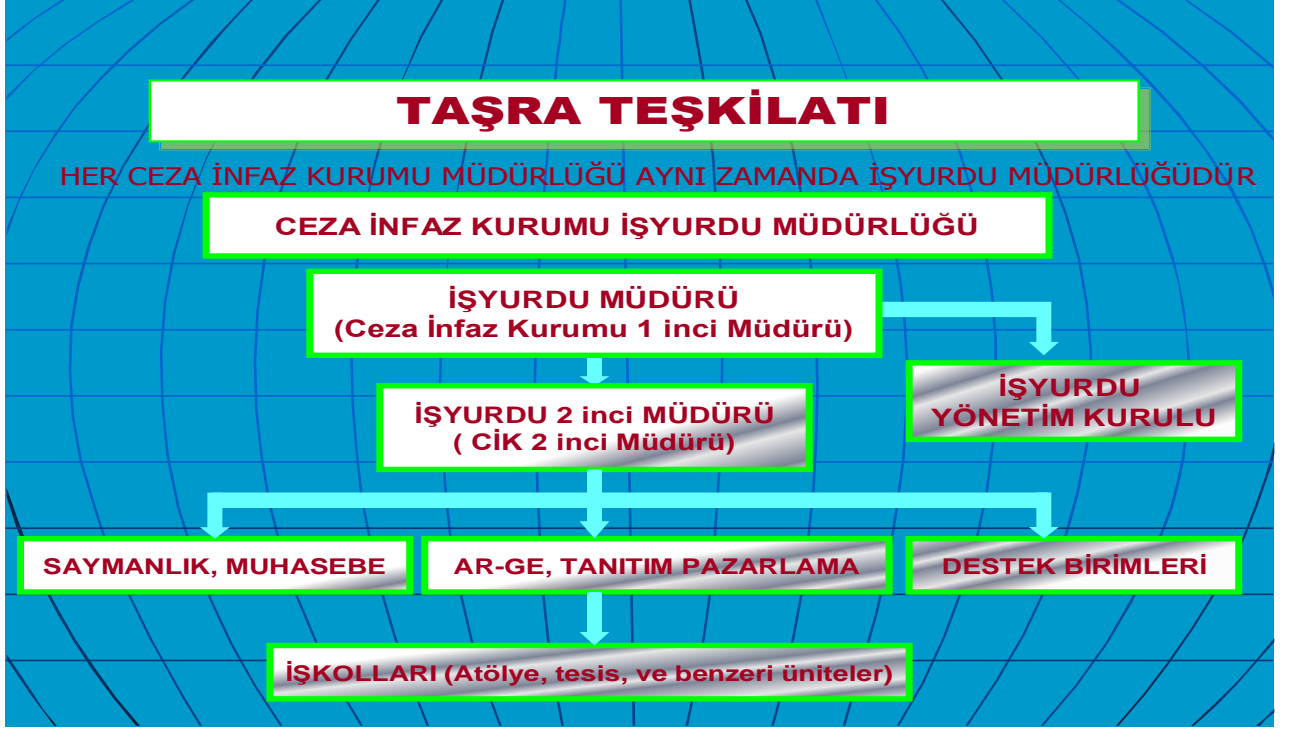 TAŞRA TEŞKİLATI
HER CEZA İNFAZ KURUMU MÜDÜRLÜĞÜ AYNI ZAMANDA İŞYURDU MÜDÜRLÜĞÜDÜR
CEZA İNFAZ KURUMU İŞYURDU MÜDÜRLÜĞÜ
İŞYURDU MÜDÜRÜ
(Ceza İnfaz Kurumu 1 inci Müdürü)
İŞYURDU
YÖNETİM KURULU
İŞYURDU 2 inci MÜDÜRÜ
( CİK 2 inci Müdürü)
SAYMANLIK, MUHASEBE
AR-GE, TANITIM PAZARLAMA
DESTEK BİRİMLERİ
İŞKOLLARI (Atölye, tesis, ve benzeri üniteler)